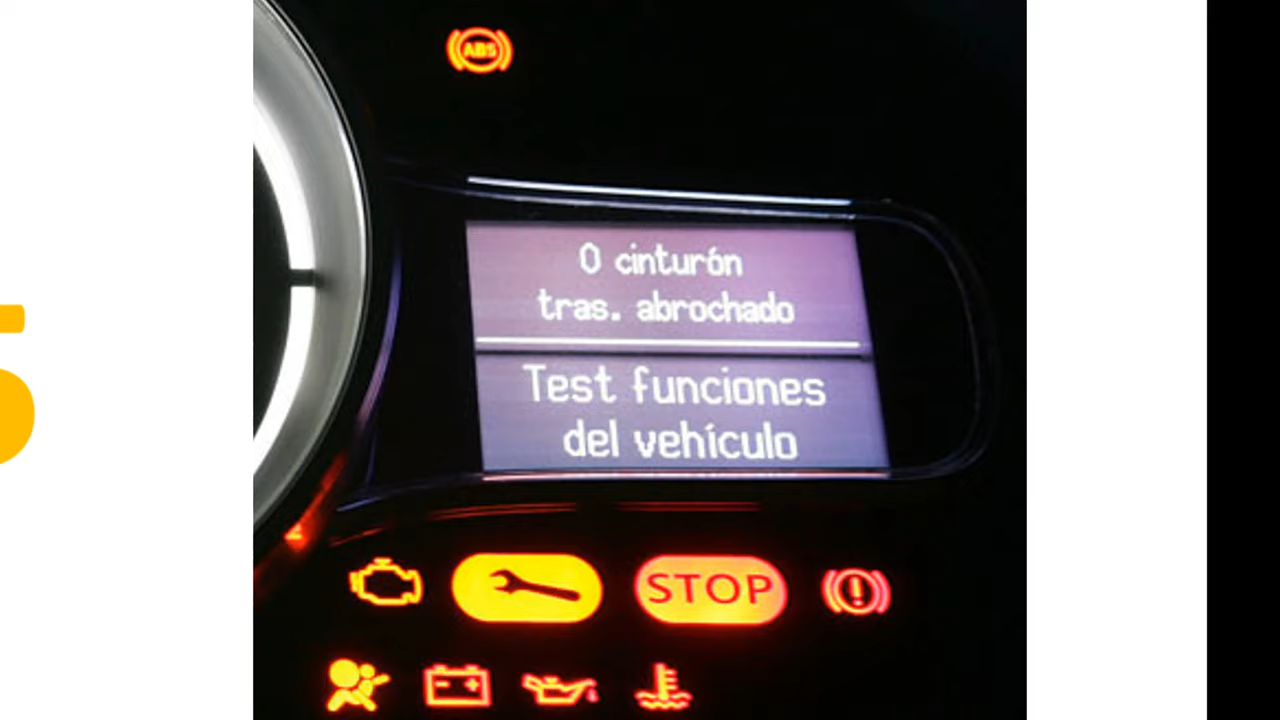 ABS
0 cinturón
tras. abrochado
Test funciones
del vehículo
STOP